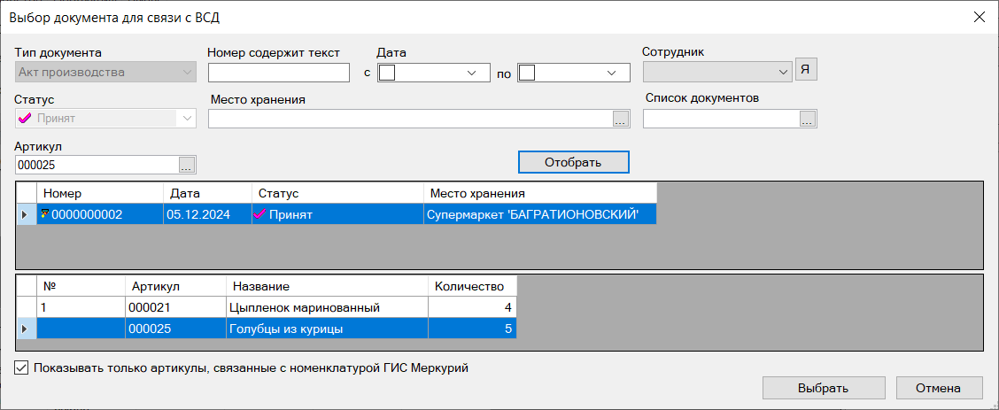 Выбор документа для связи с ВСД
Тип документа Номер содержит текст Дата Сотрудник
Акт производства с по Я
Статус Место хранения Список документов
Принят ... ...
Артикул
000025 ... Отобрать
Номер Дата Статус Место хранения
0000000002 05.12.2024 Принят Супермаркет 'БАГРАТИОНОВСКИЙ'
№ Артикул Название Количество
1 000021 Цыпленок маринованный 4
000025 Голубцы из курицы 5
Показывать только артикулы, связанные с номенклатурой ГИС Меркурий
Выбрать Отмена